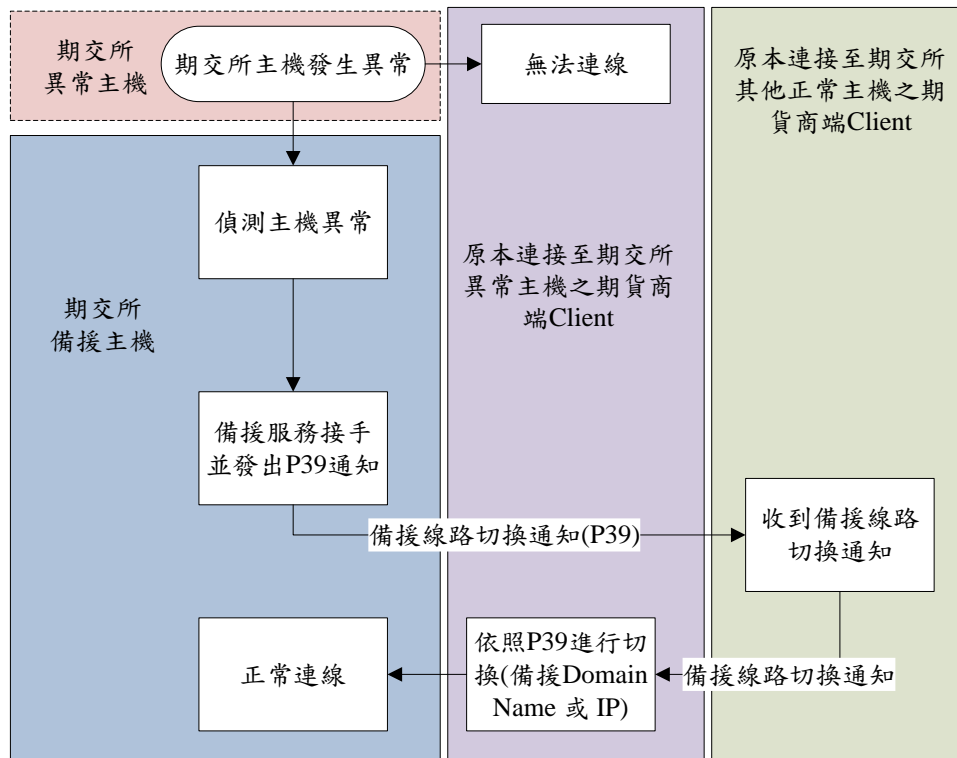 期交所
異常主機
期交所主機發生異常
無法連線
原本連接至期交所
其他正常主機之期
貨商端Client
偵測主機異常
原本連接至期交所
異常主機之期貨商
端Client
期交所
備援主機
備援服務接手
並發出P39通知
備援線路切換通知(P39)
收到備援線路
切換通知
正常連線
依照P39進行切
換(備援Domain
Name 或 IP)
備援線路切換通知